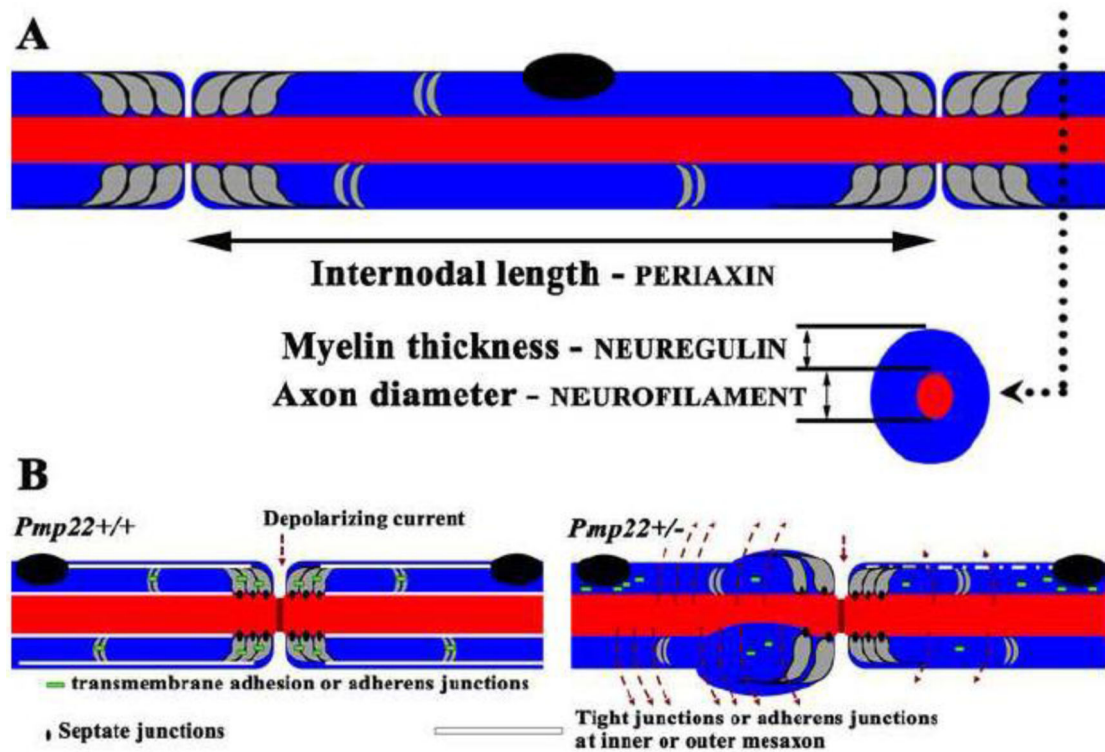 A
Internodal length - PERIAXIN
Myelin thickness - NEUREGULIN
Axon diameter - NEUROFILAMENT
B
Pmp22+/+
Depolarizing current
Pmp22+/-
transmembrane adhesion or adherens junctions
Septate junctions
Tight junctions or adherens junctions
at inner or outer mesaxon